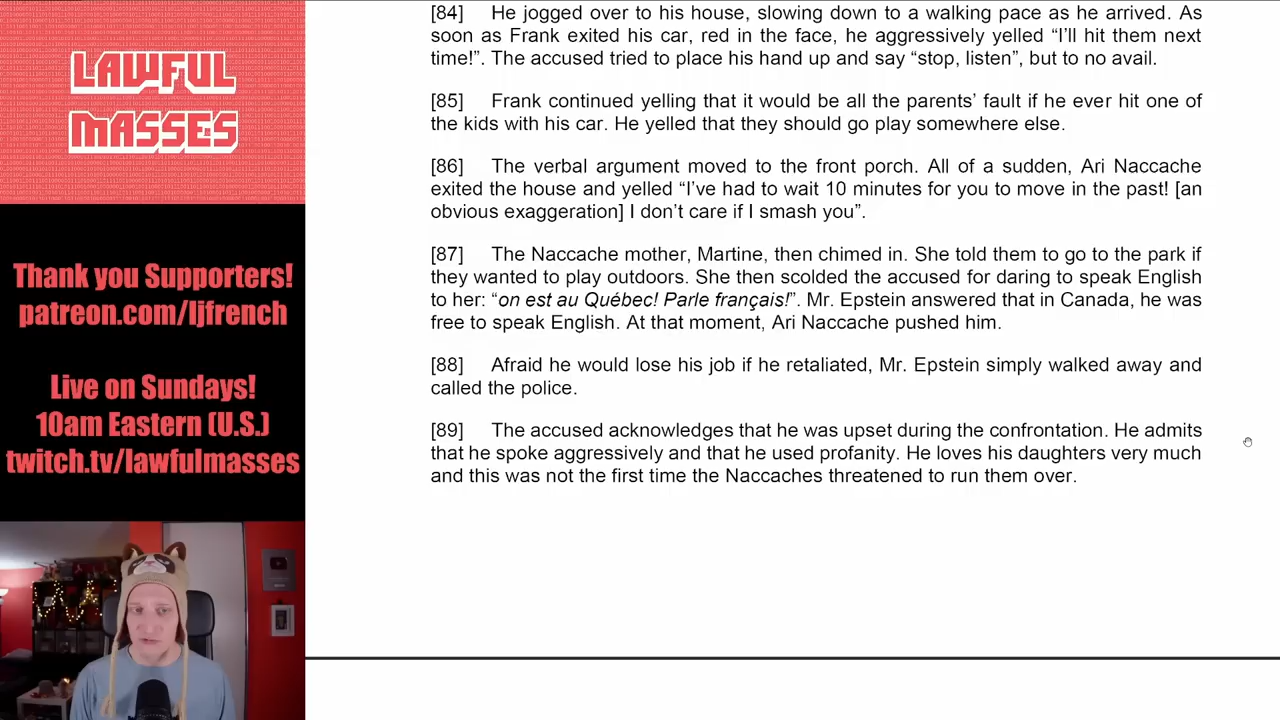 LAWFUL
MASSES
Thank you Supporters!
patreon.com/ljfrench
Live on Sundays!
10am Eastern (U.S.)
twitch.tv/lawfulmasses
[84] He jogged over to his house, slowing down to a walking pace as he arrived. As
soon as Frank exited his car, red in the face, he aggressively yelled “I’ll hit them next
time!”. The accused tried to place his hand up and say “stop, listen”, but to no avail.
[85] Frank continued yelling that it would be all the parents’ fault if he ever hit one of
the kids with his car. He yelled that they should go play somewhere else.
[86] The verbal argument moved to the front porch. All of a sudden, Ari Naccache
exited the house and yelled “I’ve had to wait 10 minutes for you to move in the past! [an
obvious exaggeration] I don’t care if I smash you”.
[87] The Naccache mother, Martine, then chimed in. She told them to go to the park if
they wanted to play outdoors. She then scolded the accused for daring to speak English
to her: “on est au Québec! Parle français!”. Mr. Epstein answered that in Canada, he was
free to speak English. At that moment, Ari Naccache pushed him.
[88] Afraid he would lose his job if he retaliated, Mr. Epstein simply walked away and
called the police.
[89] The accused acknowledges that he was upset during the confrontation. He admits
that he spoke aggressively and that he used profanity. He loves his daughters very much
and this was not the first time the Naccaches threatened to run them over.